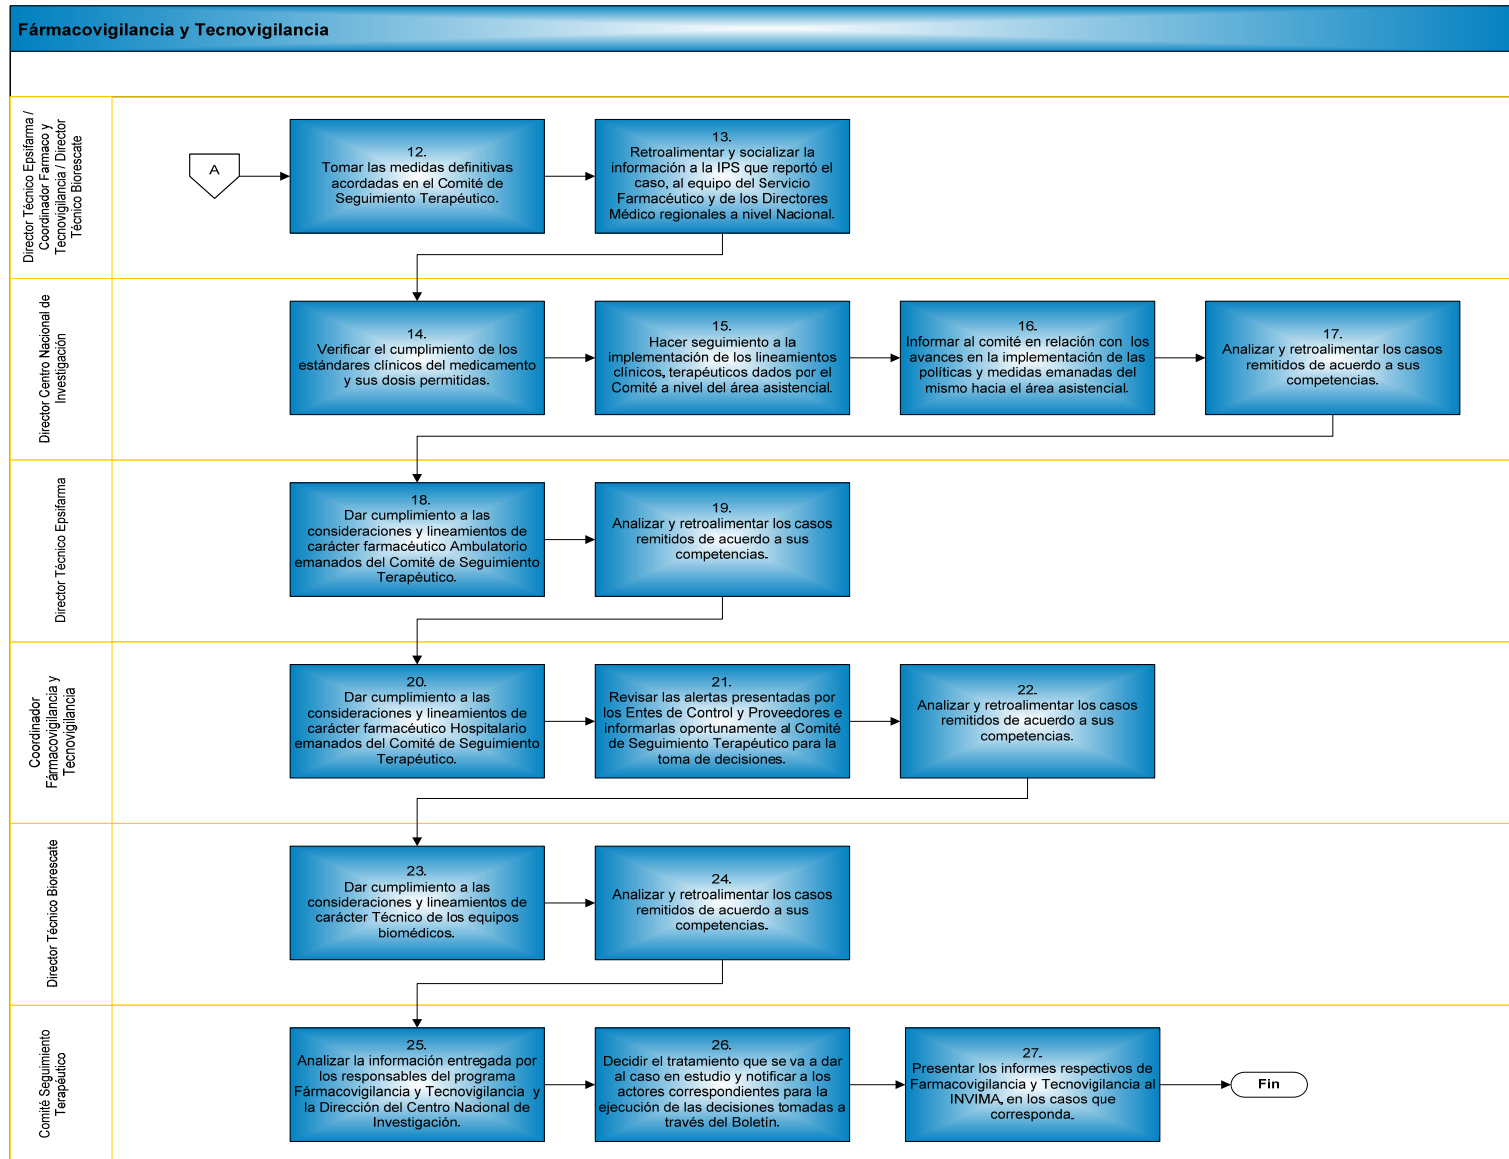 Fármacovigilancia y Tecnovigilancia
Director Técnico Epsifarma /
Coordinador Farmaco y
Tecnovigilancia / Director
Técnico Biorescate
A
12.
Tomar las medidas definitivas
acordadas en el Comité de
Seguimiento Terapéutico.
13.
Retroalimentar y socializar la
información a la IPS que reportó el
caso, al equipo del Servicio
Farmacéutico y de los Directores
Médico regionales a nivel Nacional.
Director Centro Nacional de
Investigación
14.
Verificar el cumplimiento de los
estándares clínicos del medicamento
y sus dosis permitidas.
15.
Hacer seguimiento a la
implementación de los lineamientos
clínicos, terapéuticos dados por el
Comité a nivel del área asistencial.
16.
Informar al comité en relación con los
avances en la implementación de las
políticas y medidas emanadas del
mismo hacia el área asistencial.
17.
Analizar y retroalimentar los casos
remitidos de acuerdo a sus
competencias.
Director Técnico Epsifarma
18.
Dar cumplimiento a las
consideraciones y lineamientos de
carácter farmacéutico Ambulatorio
emanados del Comité de Seguimiento
Terapéutico.
19.
Analizar y retroalimentar los casos
remitidos de acuerdo a sus
competencias.
Coordinador
Fármacovigilancia y
Tecnovigilancia
20.
Dar cumplimiento a las
consideraciones y lineamientos de
carácter farmacéutico Hospitalario
emanados del Comité de Seguimiento
Terapéutico.
21.
Revisar las alertas presentadas por
los Entes de Control y Proveedores e
informarlas oportunamente al Comité
de Seguimiento Terapéutico para la
toma de decisiones.
22.
Analizar y retroalimentar los casos
remitidos de acuerdo a sus
competencias.
Director Técnico Biorescate
23.
Dar cumplimiento a las
consideraciones y lineamientos de
carácter Técnico de los equipos
biomédicos.
24.
Analizar y retroalimentar los casos
remitidos de acuerdo a sus
competencias.
Comité Seguimiento
Terapéutico
25.
Analizar la información entregada por
los responsables del programa
Fármacovigilancia y Tecnovigilancia y
la Dirección del Centro Nacional de
Investigación.
26.
Decidir el tratamiento que se va a dar
al caso en estudio y notificar a los
actores correspondientes para la
ejecución de las decisiones tomadas a
través del Boletín.
27.
Presentar los informes respectivos de
Farmacovigilancia y Tecnovigilancia al
INVIMA, en los casos que
corresponda.
Fin